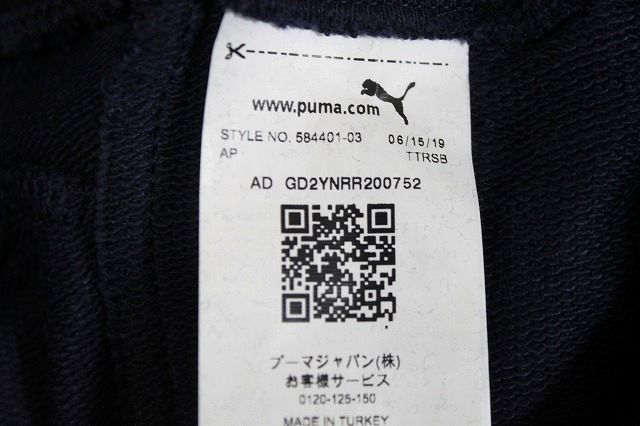 www.puma.com
STYLE NO. 584401-03 06/15/19
AP TTRSB
AD GD2YNRR200752
プーマジャパン(株)
お客様サービス
0120-125-150
MADE IN TURKEY